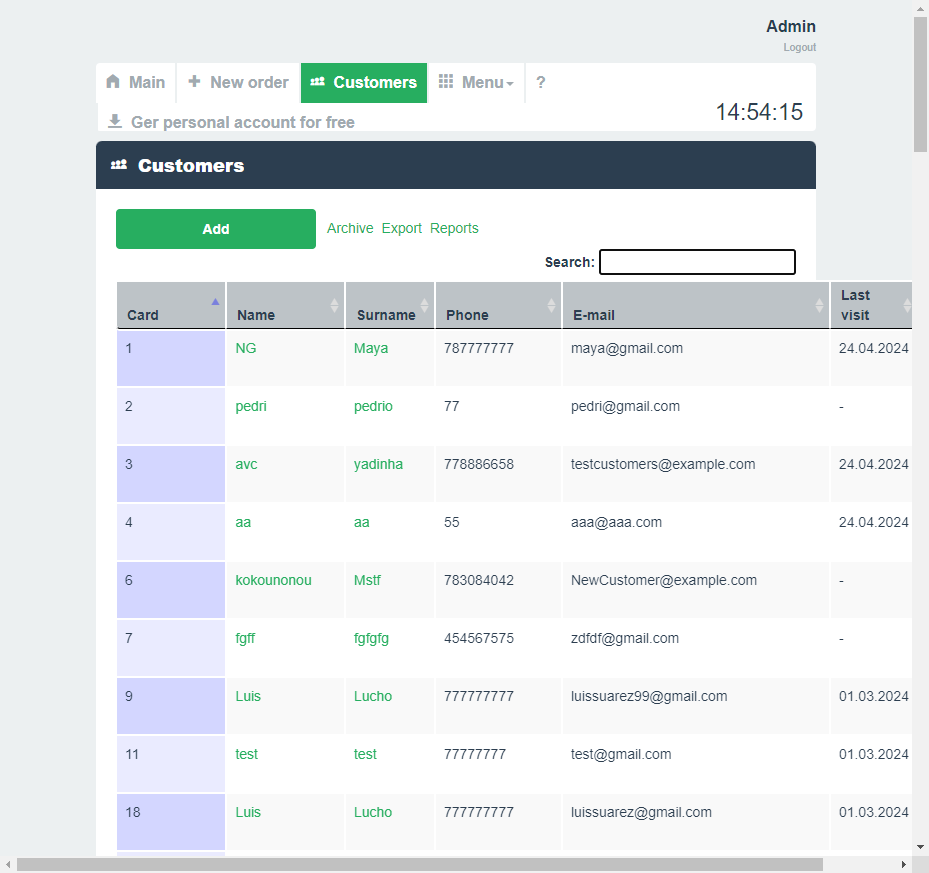 Admin
Logout
Main New order Customers Menu ?
Ger personal account for free
14:54:15
Customers
Add Archive Export Reports
Search:
Card Name Surname Phone E-mail Last visit
1 NG Maya 787777777 maya@gmail.com 24.04.2024
2 pedri pedrio 77 pedri@gmail.com -
3 avc yadinha 778886658 testcustomers@example.com 24.04.2024
4 aa aa 55 aaa@aaa.com 24.04.2024
6 kokounonou Mstf 783084042 NewCustomer@example.com -
7 fgff fgfgfg 454567575 zdfdf@gmail.com -
9 Luis Lucho 777777777 luissuarez99@gmail.com 01.03.2024
11 test test 77777777 test@gmail.com 01.03.2024
18 Luis Lucho 777777777 luissuarez@gmail.com 01.03.2024